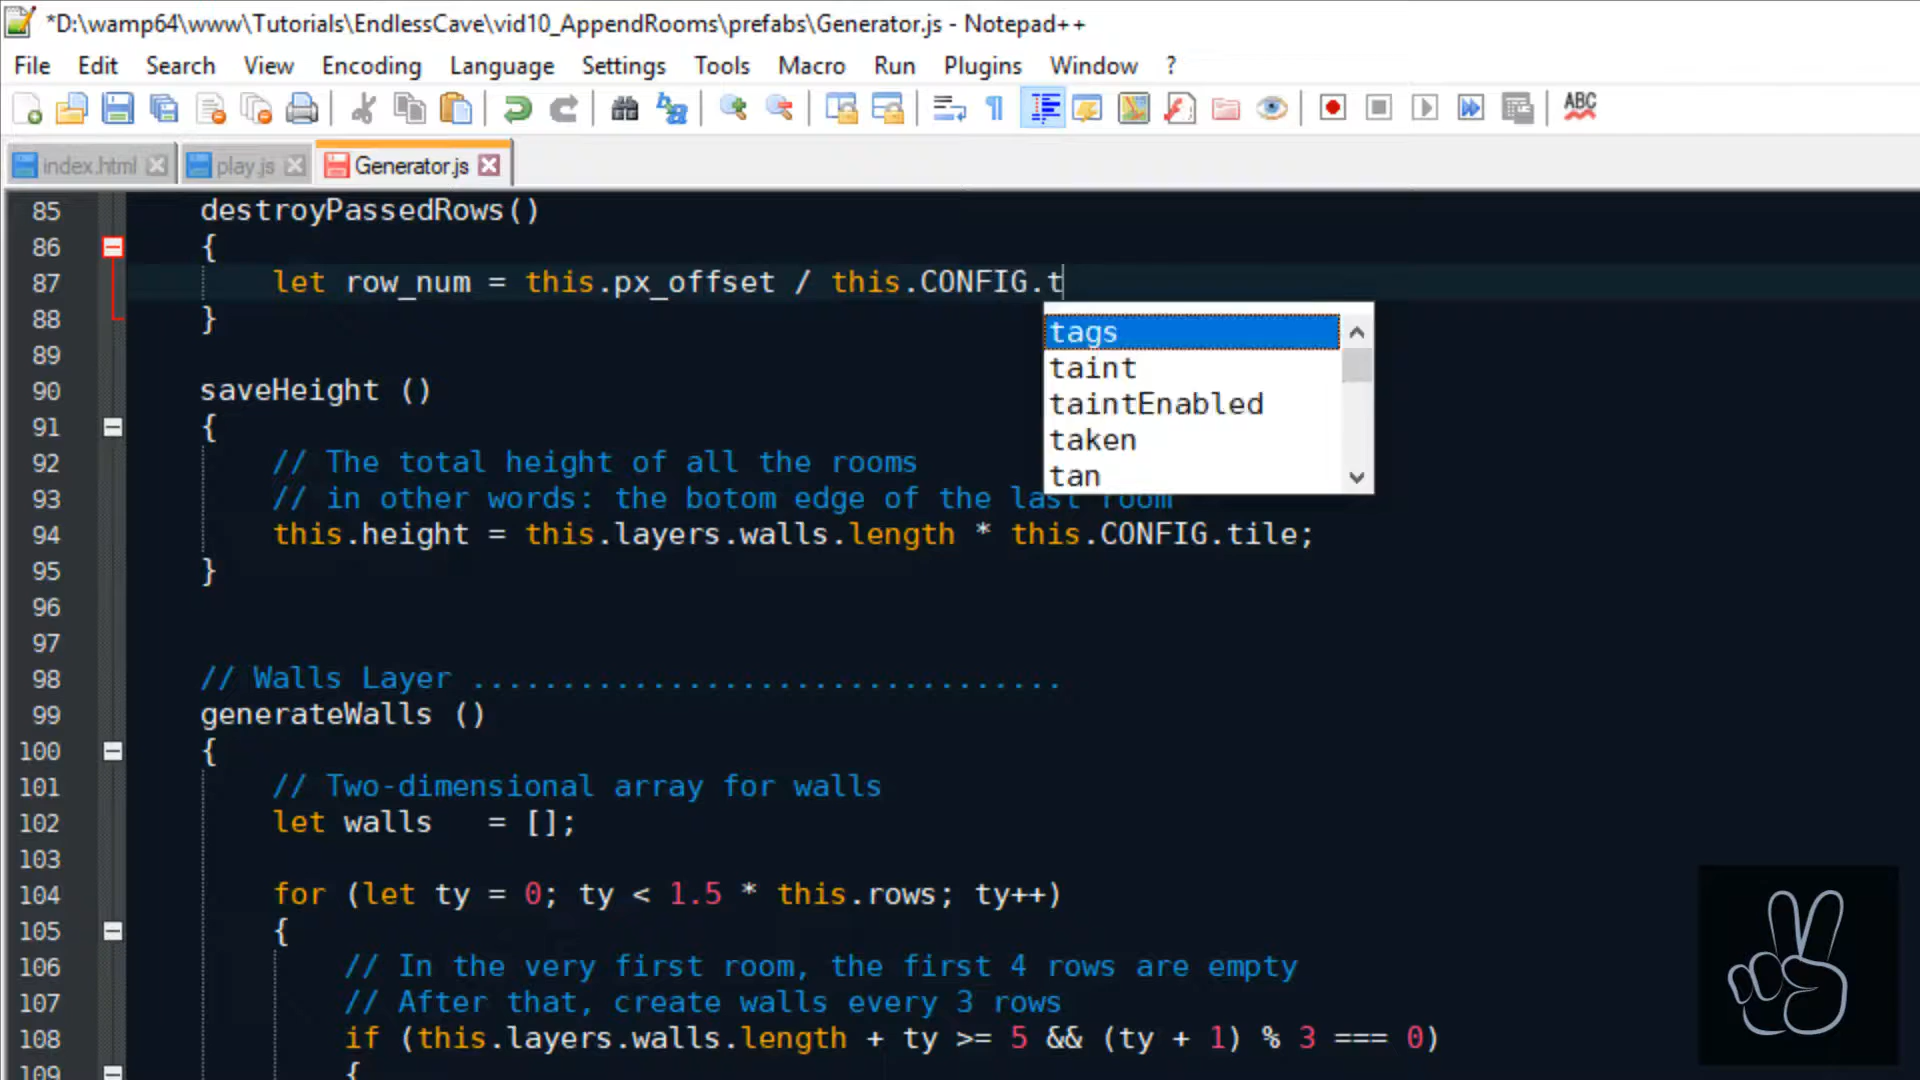 *D:\wamp64\www\Tutorials\EndlessCave\vid10_AppendRooms\prefabs\Generator.js - Notepad++
File Edit Search View Encoding Language Settings Tools Macro Run Plugins Window ?
ABC
index.html play.js Generator.js
85 destroyPassedRows()
86 {
87 let row_num = this.px_offset / this.CONFIG.t
88 }
tags
taint
taintEnabled
taken
tan
89
90 saveHeight ()
91 {
92 // The total height of all the rooms
93 // in other words: the botom edge of the last room
94 this.height = this.layers.walls.length * this.CONFIG.tile;
95 }
96
97
98 // Walls Layer .................................
99 generateWalls ()
100 {
101 // Two-dimensional array for walls
102 let walls = [];
103
104 for (let ty = 0; ty < 1.5 * this.rows; ty++)
105 {
106 // In the very first room, the first 4 rows are empty
107 // After that, create walls every 3 rows
108 if (this.layers.walls.length + ty >= 5 && (ty + 1) % 3 === 0)
109 {